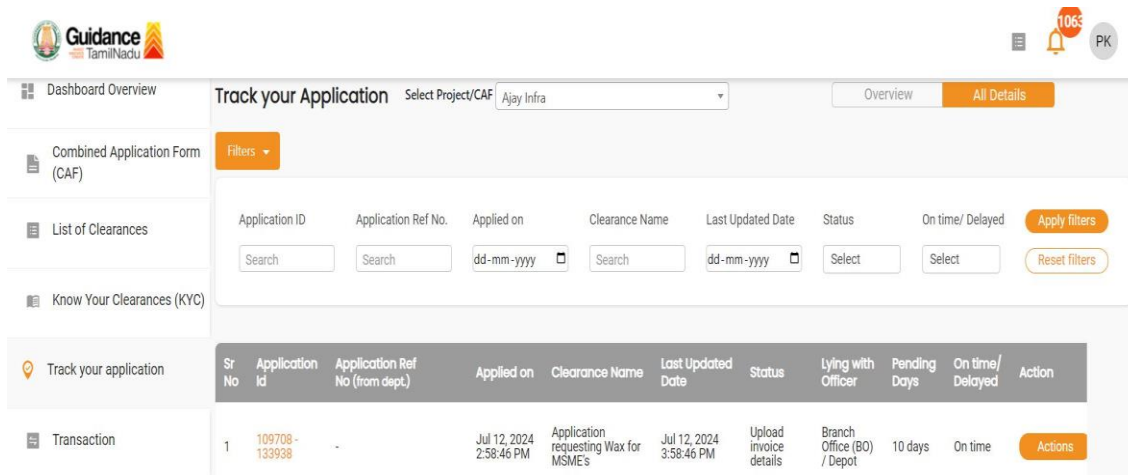 Guidance
TamilNadu
1063
PK
Dashboard Overview
Combined Application Form
(CAF)
List of Clearances
Know Your Clearances (KYC)
Track your application
Transaction
Track your Application Select Project/CAF Ajay Infra
Overview All Details
Filters
Application ID Application Ref No. Applied on Clearance Name Last Updated Date Status On time/ Delayed Apply filters
Search Search dd-mm-yyyy Search dd-mm-yyyy Select Select Reset filters
Sr Application Application Ref Last Updated Lying with Pending On time/
No Id No (from dept.) Applied on Clearance Name Date Status Officer Days Delayed Action
1 109708 - - Jul 12, 2024 Application Jul 12, 2024 Upload Branch 10 days On time Actions
133938 2:58:46 PM requesting Wax for 3:58:46 PM invoice Office (BO)
MSME's details / Depot